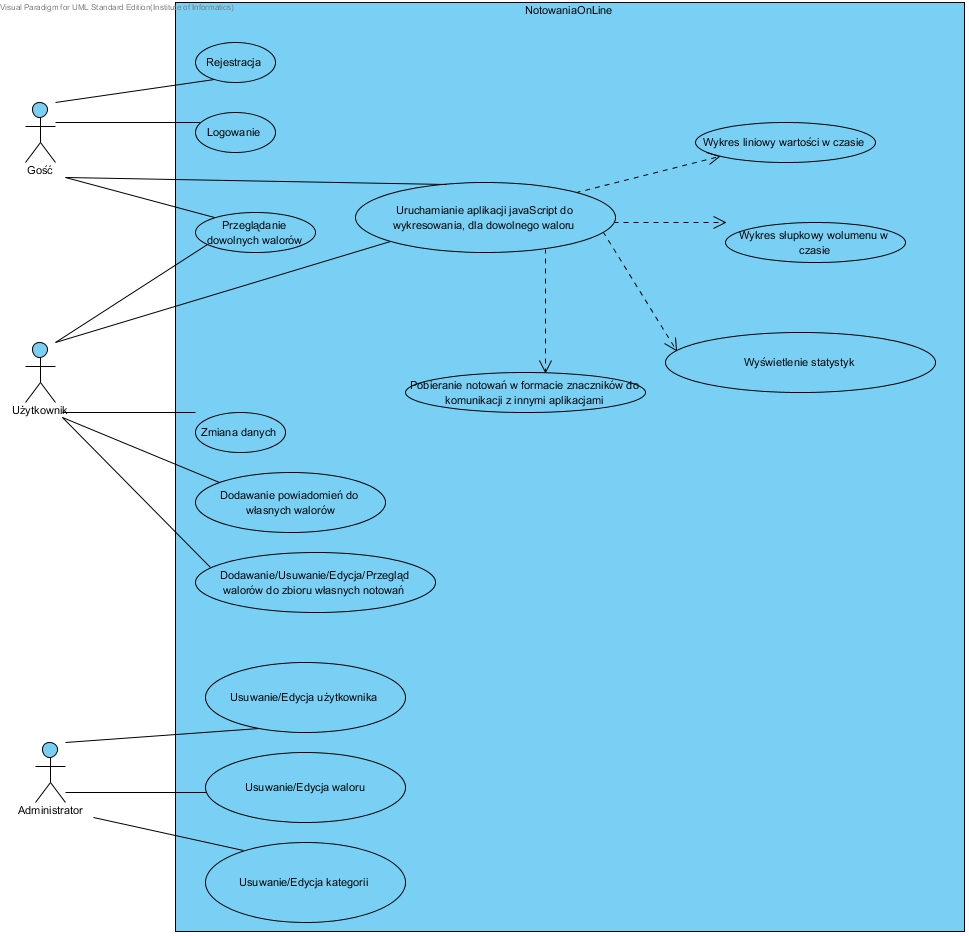 Visual Paradigm for UML Standard Edition(Institute of Informatics)
NotowaniaOnLine
Rejestracja
Logowanie
Gość
Wykres liniowy wartości w czasie
Uruchamianie aplikacji javaScript do
wykresowania, dla dowolnego waloru
Przeglądanie
dowolnych walorów
Wykres słupkowy wolumenu w
czasie
Wyświetlenie statystyk
Pobieranie notowań w formacie znaczników do
komunikacji z innymi aplikacjami
Użytkownik
Zmiana danych
Dodawanie powiadomień do
własnych walorów
Dodawanie/Usuwanie/Edycja/Przegląd
walorów do zbioru własnych notowań
Usuwanie/Edycja użytkownika
Usuwanie/Edycja waloru
Administrator
Usuwanie/Edycja kategorii